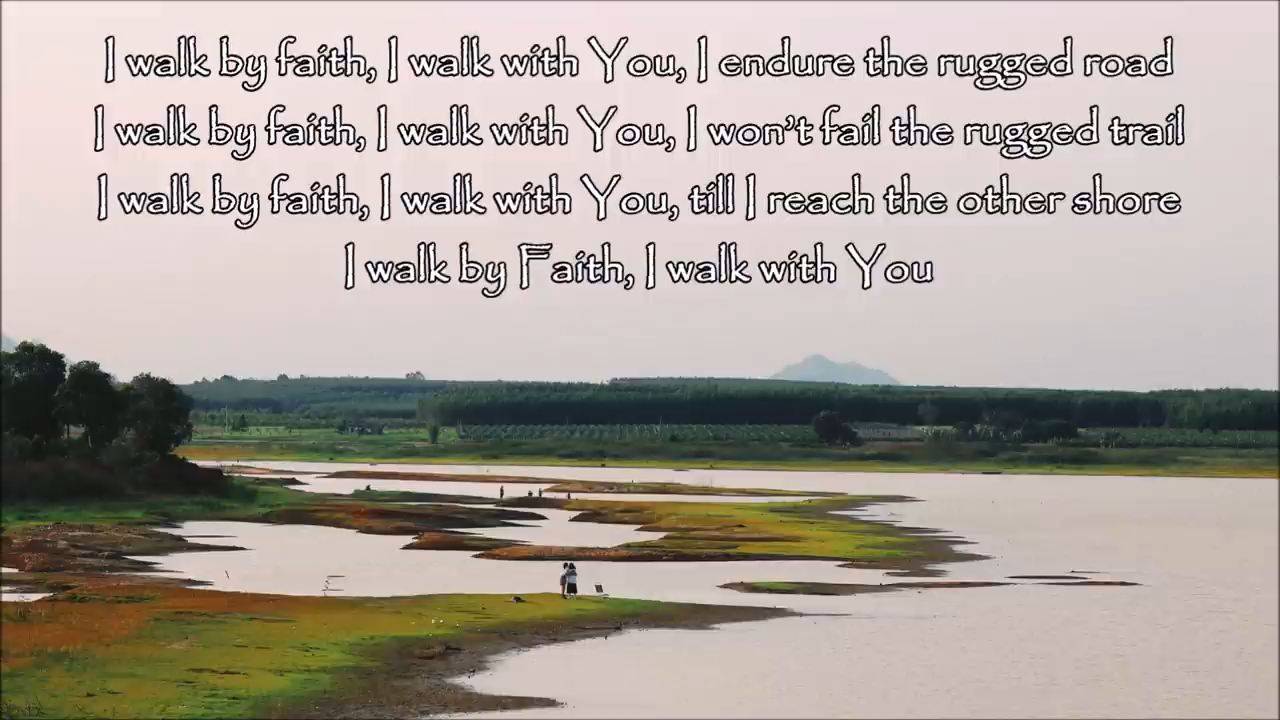 I walk by faith, I walk with You, I endure the rugged road
I walk by faith, I walk with You, I won't fail the rugged trail
I walk by faith, I walk with You, till I reach the other shore
I walk by Faith, I walk with You